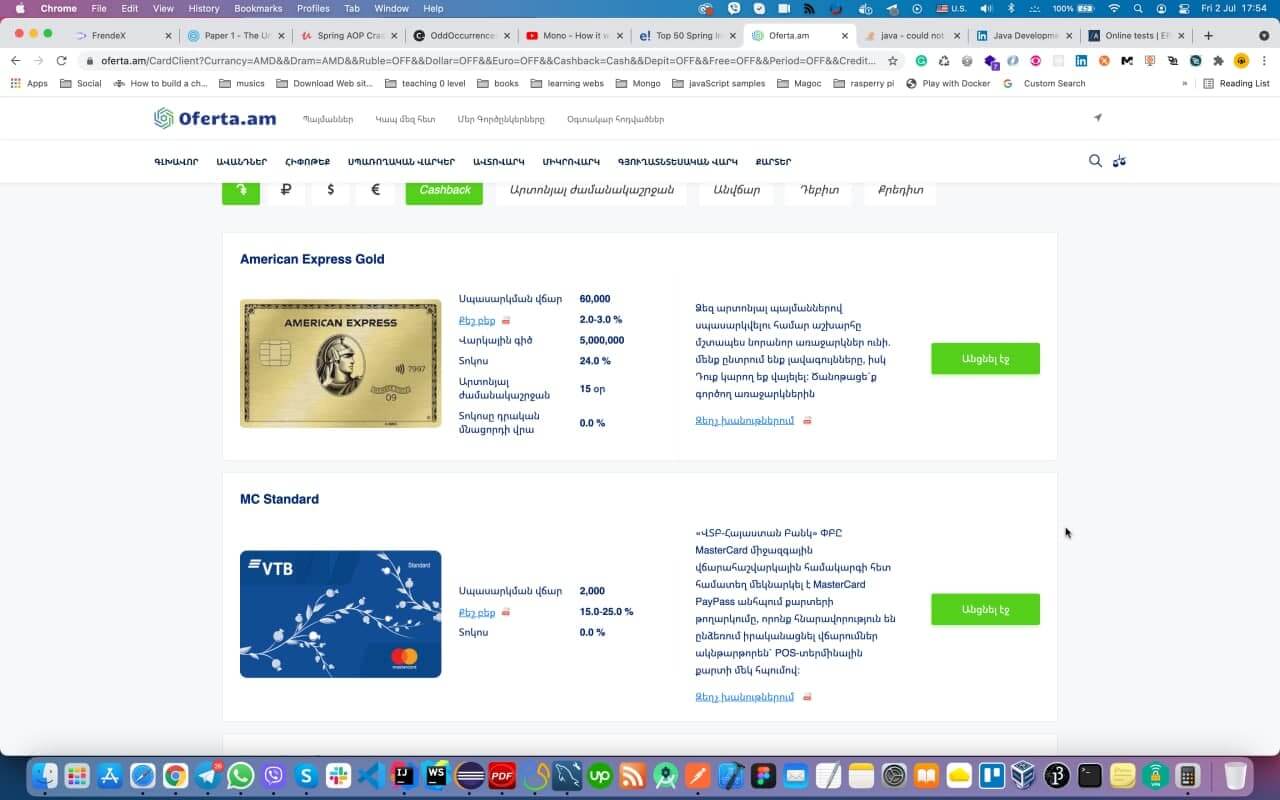 Chrome File Edit View History Bookmarks Profiles Tab Window Help U.S. 100% Fri 2 Jul 17:54
FrendeX Paper 1 - The Un Spring AOP Cras OddOccurrence Mono - How it w Top 50 Spring In Oferta.am java - could not Java Developme Online tests | EP
oferta.am/CardClient?Currancy=AMD&&Dram=AMD&&Ruble=OFF&&Dollar=OFF&&Euro=OFF&&Cashback=Cash&&Depit=OFF&&Free=OFF&&Period=OFF&&Credit...
Apps Social How to build a ch... musics Download Web sit... teaching 0 level books learning webs Mongo javaScript samples Magoc rasperry pi Play with Docker Custom Search » Reading List
Oferta.am Պայմաններ Կապ մեզ հետ Մեր Գործընկերները Օգտակար հոդվածներ
ԳԼԽԱՎՈՐ ԱՎԱՆԴՆԵՐ ՀԻՓՈԹԵՔ ՍՊԱՌՈՂԱԿԱՆ ՎԱՐԿԵՐ ԱՎՏՈՎԱՐԿ ՄԻԿՐՈՎԱՐԿ ԳՅՈՒՂԱՏՆՏԵՍԱԿԱՆ ՎԱՐԿ ՔԱՐՏԵՐ
֏ ₽ $ € Cashback Արտոնյալ ժամանակաշրջան Անվճար Դեբիտ Քրեդիտ
American Express Gold
AMERICAN EXPRESS
7997
09
Սպասարկման վճար 60,000
Քեշ բեք 2.0-3.0 %
Վարկային գիծ 5,000,000
Տոկոս 24.0 %
Արտոնյալ
ժամանակաշրջան 15 օր
Տոկոսը դրական
մնացորդի վրա 0.0 %
Ձեզ արտոնյալ պայմաններով
սպասարկվելու համար աշխարհը
մշտապես նորանոր առաջարկներ ունի.
մենք ընտրում ենք լավագույնները, իսկ
Դուք կարող եք վայելել: Ծանոթացե՛ք
գործող առաջարկներին
Զեղչ խանութներում
Անցնել էջ
MC Standard
VTB Standard
mastercard
Սպասարկման վճար 2,000
Քեշ բեք 15.0-25.0 %
Տոկոս 0.0 %
«ՎՏԲ-Հայաստան Բանկ» ՓԲԸ
MasterCard միջազգային
վճարահաշվարկային համակարգի հետ
համատեղ մեկնարկել է MasterCard
PayPass անհպում քարտերի
թողարկումը, որոնք հնարավորություն են
ընձեռում իրականացնել վճարումներ
ակնթարթորեն` POS-տերմինալին
քարտի մեկ հպումով:
Զեղչ խանութներում
Անցնել էջ